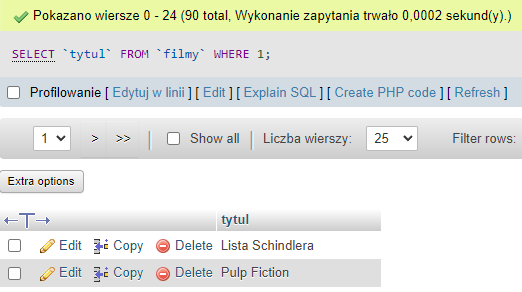 Pokazano wiersze 0 - 24 (90 total, Wykonanie zapytania trwało 0,0002 sekund(y).)
SELECT `tytul` FROM `filmy` WHERE 1;
Profilowanie [ Edytuj w linii ] [ Edit ] [ Explain SQL ] [ Create PHP code ] [ Refresh ]
1 > >> Show all Liczba wierszy: 25 Filter rows:
Extra options
←T→ tytul
Edit Copy Delete Lista Schindlera
Edit Copy Delete Pulp Fiction